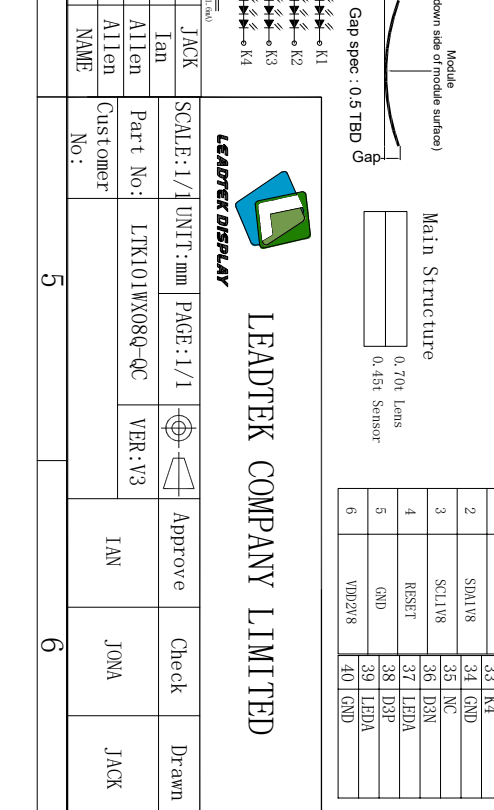 Module
down side of module surface)
Gap spec : 0.5 TBD
Gap
Main Structure
0.70t Lens
0.45t Sensor
K1
K2
K3
K4
2 SDA1V8
3 SCL1V8
4 RESET
5 GND
6 VDD2V8
33 K4
34 GND
35 NC
36 D3N
37 LEDA
38 D3P
39 LEDA
40 GND
LEADTEK DISPLAY
LEADTEK COMPANY LIMITED
JACK SCALE:1/1 UNIT:mm PAGE:1/1 Approve Check Drawn
Ian
Allen Part No: LTK101WX08Q-QC VER:V3 IAN JONA JACK
Allen Customer No:
NAME
5 6